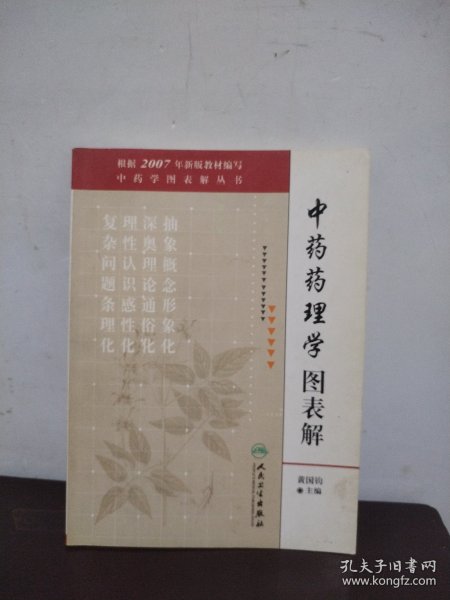 根据2007年新版教材编写
中药学图表解丛书
中药药理学图表解
抽象概念形象化
深奥理论通俗化
理性认识感性化
复杂问题条理化
黄国钧
主编
人民卫生出版社
孔夫子旧书网
www.kongfz.com